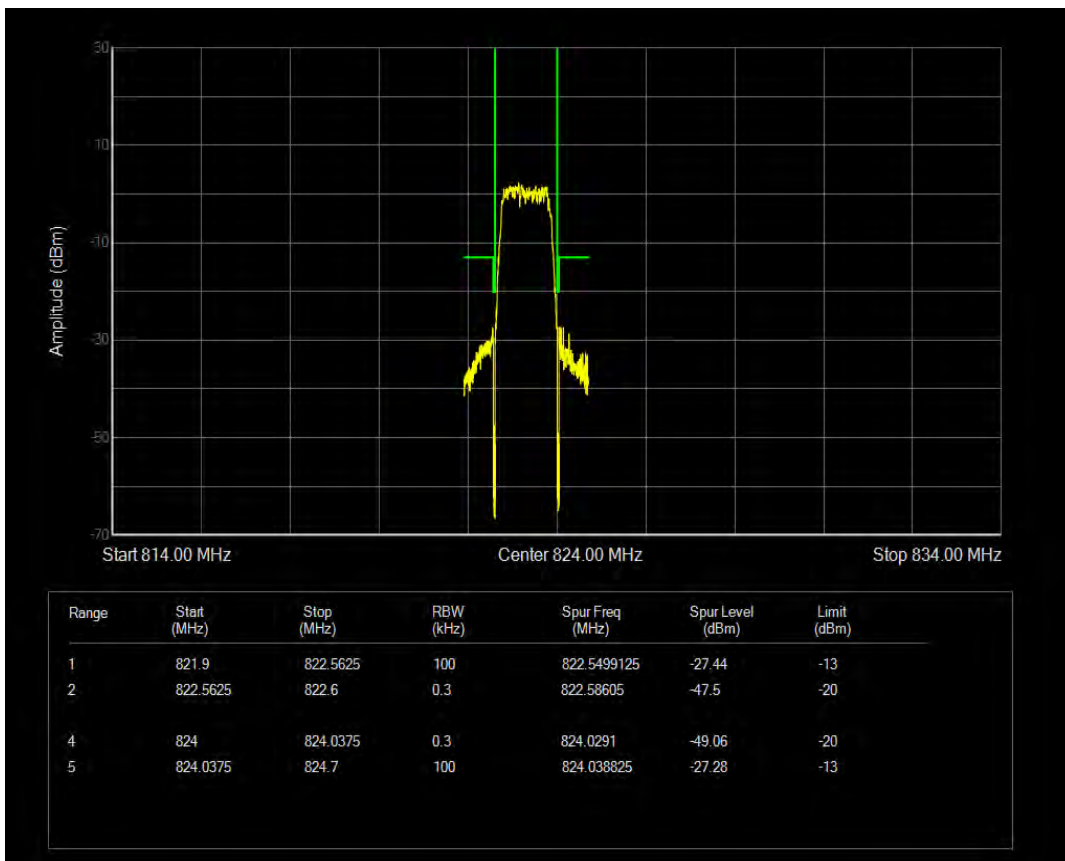 30
10
-10
-30
-50
-70
Amplitude (dBm)
Start 814.00 MHz Center 824.00 MHz Stop 834.00 MHz
Range Start (MHz) Stop (MHz) RBW (kHz) Spur Freq (MHz) Spur Level (dBm) Limit (dBm)
1 821.9 822.5625 100 822.5499125 -27.44 -13
2 822.5625 822.6 0.3 822.58605 -47.5 -20
4 824 824.0375 0.3 824.0291 -49.06 -20
5 824.0375 824.7 100 824.038825 -27.28 -13